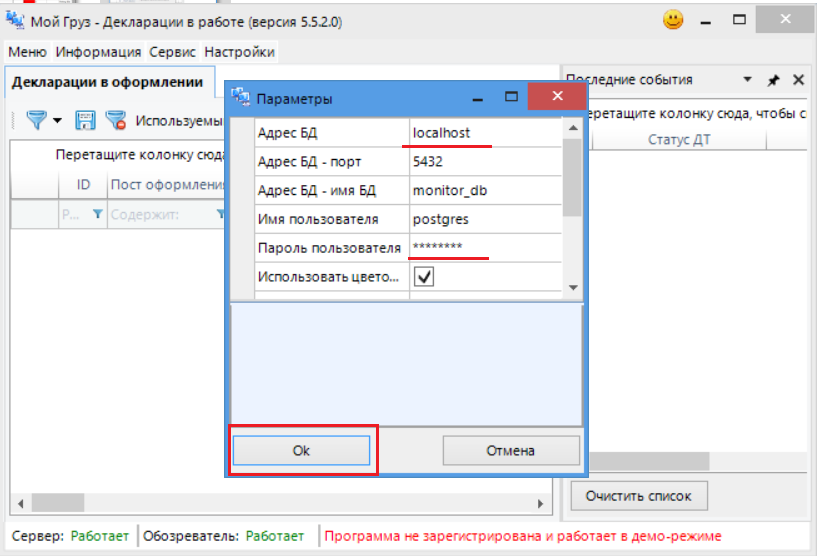 Мой Груз - Декларации в работе (версия 5.5.2.0)
Меню Информация Сервис Настройки
Декларации в оформлении
Последние события
Параметры
Используемы
еретащите колонку сюда, чтобы с
Статус ДТ
Перетащите колонку сюда
ID Пост оформления
Р... Содержит:
Адрес БД localhost
Адрес БД - порт 5432
Адрес БД - имя БД monitor_db
Имя пользователя postgres
Пароль пользователя ********
Использовать цвето...
Ok Отмена
Очистить список
Сервер: Работает Обозреватель: Работает Программа не зарегистрирована и работает в демо-режиме